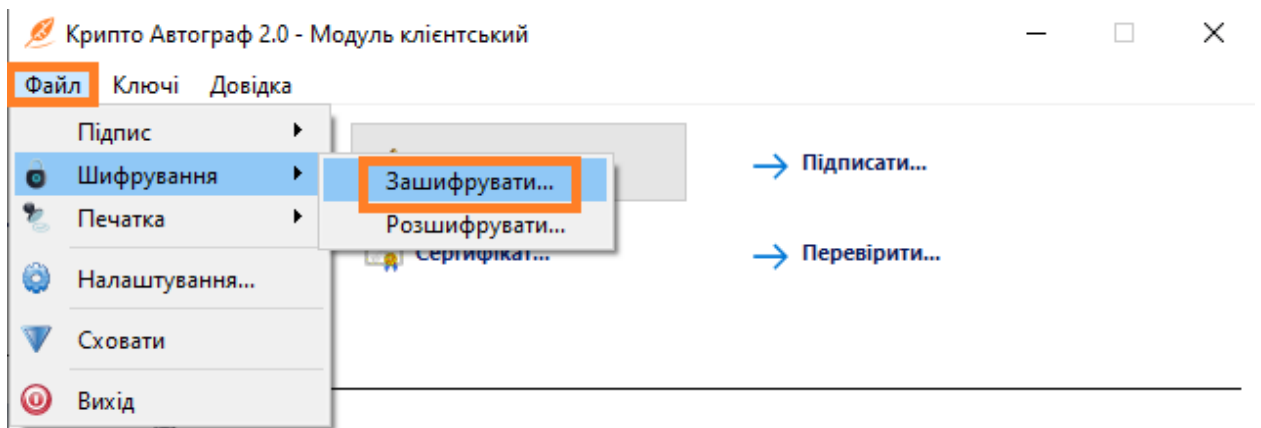 Крипто Автограф 2.0 - Модуль клієнтський
Файл Ключі Довідка
Підпис
Шифрування
Печатка
Налаштування...
Сховати
Вихід
Зашифрувати...
Розшифрувати...
Сертифікат...
Підписати...
Перевірити...